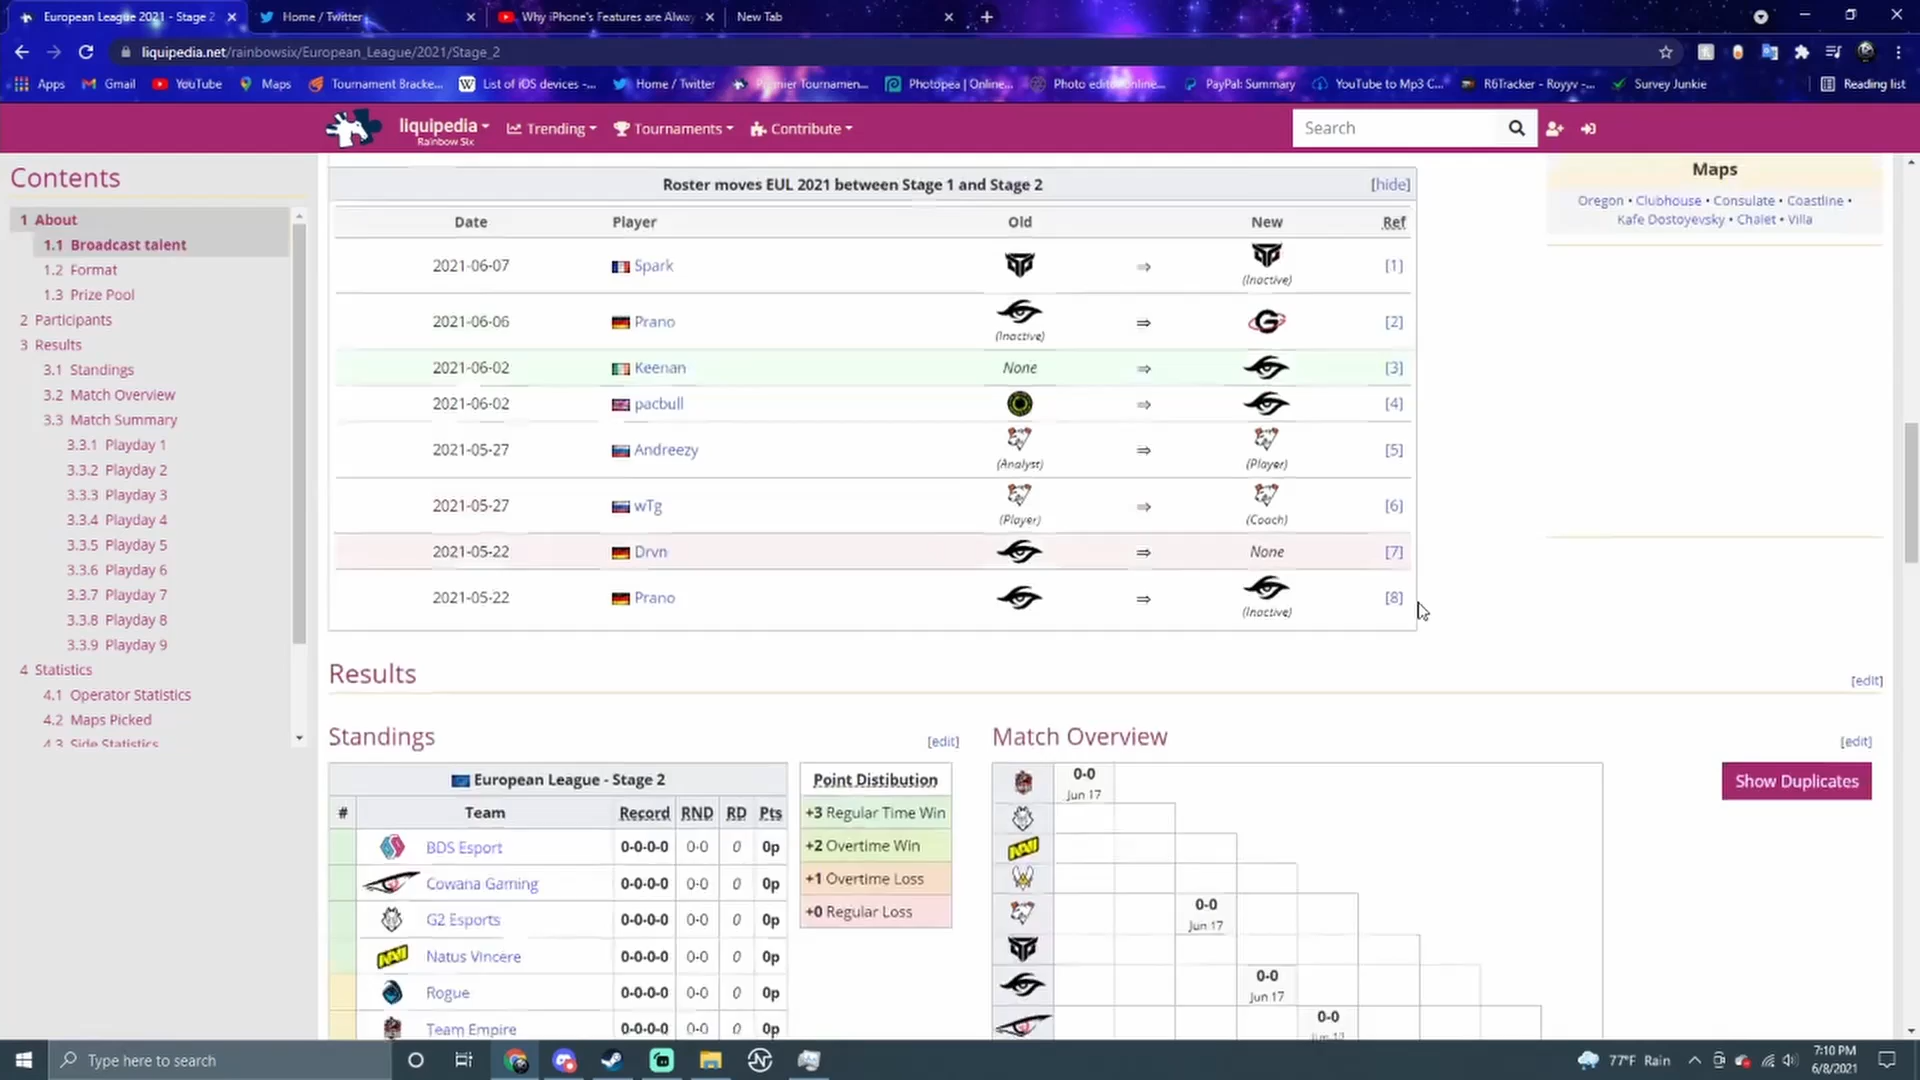 European League 2021 - Stage 2
Home / Twitter
Why iPhone's Features are Alway
New Tab
liquipedia.net/rainbowsix/European_League/2021/Stage_2
Apps
Gmail
YouTube
Maps
Tournament Bracke...
List of iOS devices -...
Home / Twitter
Premier Tournamen...
Photopea | Online...
Photo editor online...
PayPal: Summary
YouTube to Mp3 C...
R6Tracker - Royyv -...
Survey Junkie
Reading list
liquipedia
Rainbow Six
Trending
Tournaments
Contribute
Search
Contents
1 About
1.1 Broadcast talent
1.2 Format
1.3 Prize Pool
2 Participants
3 Results
3.1 Standings
3.2 Match Overview
3.3 Match Summary
3.3.1 Playday 1
3.3.2 Playday 2
3.3.3 Playday 3
3.3.4 Playday 4
3.3.5 Playday 5
3.3.6 Playday 6
3.3.7 Playday 7
3.3.8 Playday 8
3.3.9 Playday 9
4 Statistics
4.1 Operator Statistics
4.2 Maps Picked
4.3 Side Statistics
Roster moves EUL 2021 between Stage 1 and Stage 2 [hide]
Date Player Old New Ref
2021-06-07 Spark ⇒ (Inactive) [1]
2021-06-06 Prano (Inactive) ⇒ [2]
2021-06-02 Keenan None ⇒ [3]
2021-06-02 pacbull ⇒ [4]
2021-05-27 Andreezy (Analyst) ⇒ (Player) [5]
2021-05-27 wTg (Player) ⇒ (Coach) [6]
2021-05-22 Drvn ⇒ None [7]
2021-05-22 Prano ⇒ (Inactive) [8]
Maps
Oregon • Clubhouse • Consulate • Coastline •
Kafe Dostoyevsky • Chalet • Villa
Results [edit]
Standings [edit]
European League - Stage 2
# Team Record RND RD Pts
BDS Esport 0-0-0-0 0-0 0 0p
Cowana Gaming 0-0-0-0 0-0 0 0p
G2 Esports 0-0-0-0 0-0 0 0p
NAVI Natus Vincere 0-0-0-0 0-0 0 0p
Rogue 0-0-0-0 0-0 0 0p
Team Empire 0-0-0-0 0-0 0 0p
Point Distibution
+3 Regular Time Win
+2 Overtime Win
+1 Overtime Loss
+0 Regular Loss
Match Overview [edit]
Show Duplicates
0-0
Jun 17
NAVI
0-0
Jun 17
0-0
Jun 17
0-0
Type here to search
77°F Rain
7:10 PM
6/8/2021